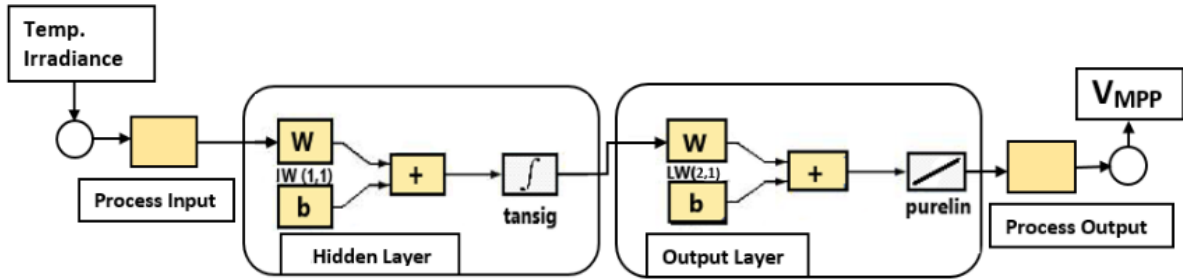 Temp.
Irradiance
Process Input
W
IW (1,1)
b
+
tansig
Hidden Layer
W
LW(2,1)
b
+
purelin
Output Layer
Process Output
VMPP